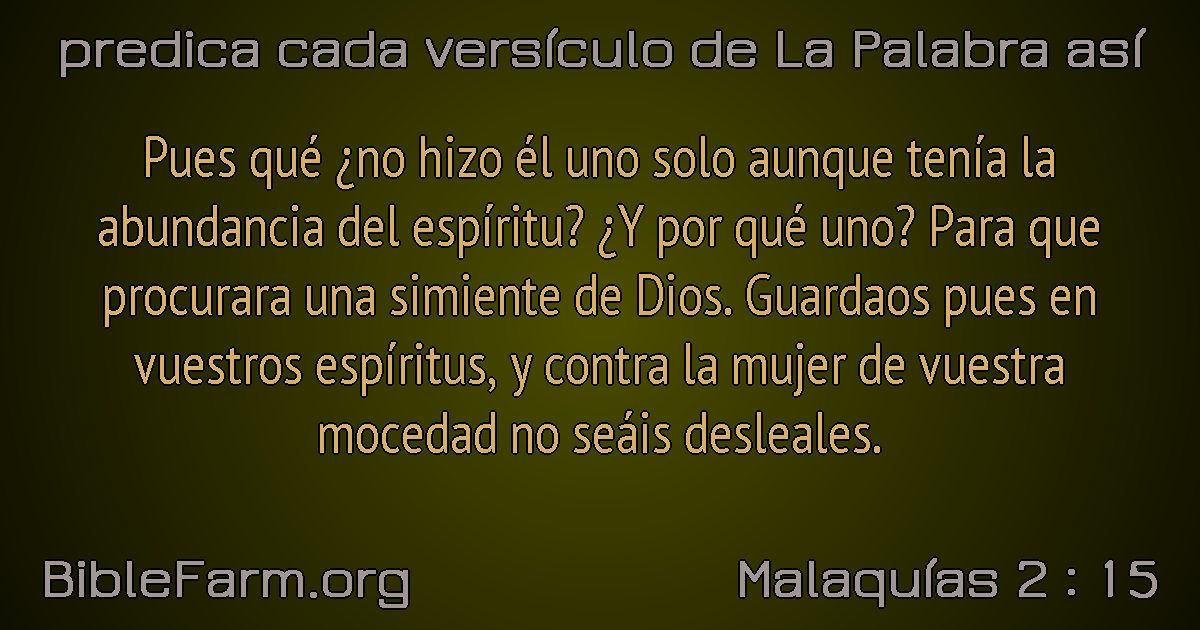 predica cada versículo de La Palabra así
Pues qué ¿no hizo él uno solo aunque tenía la
abundancia del espíritu? ¿Y por qué uno? Para que
procurara una simiente de Dios. Guardaos pues en
vuestros espíritus, y contra la mujer de vuestra
mocedad no seáis desleales.
BibleFarm.org
Malaquías 2 : 15